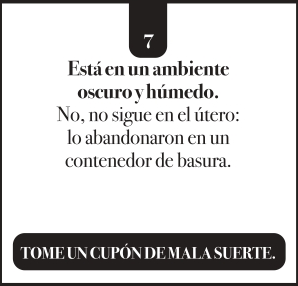 7
Está en un ambiente
oscuro y húmedo.
No, no sigue en el útero:
lo abandonaron en un
contenedor de basura.
TOME UN CUPÓN DE MALA SUERTE.